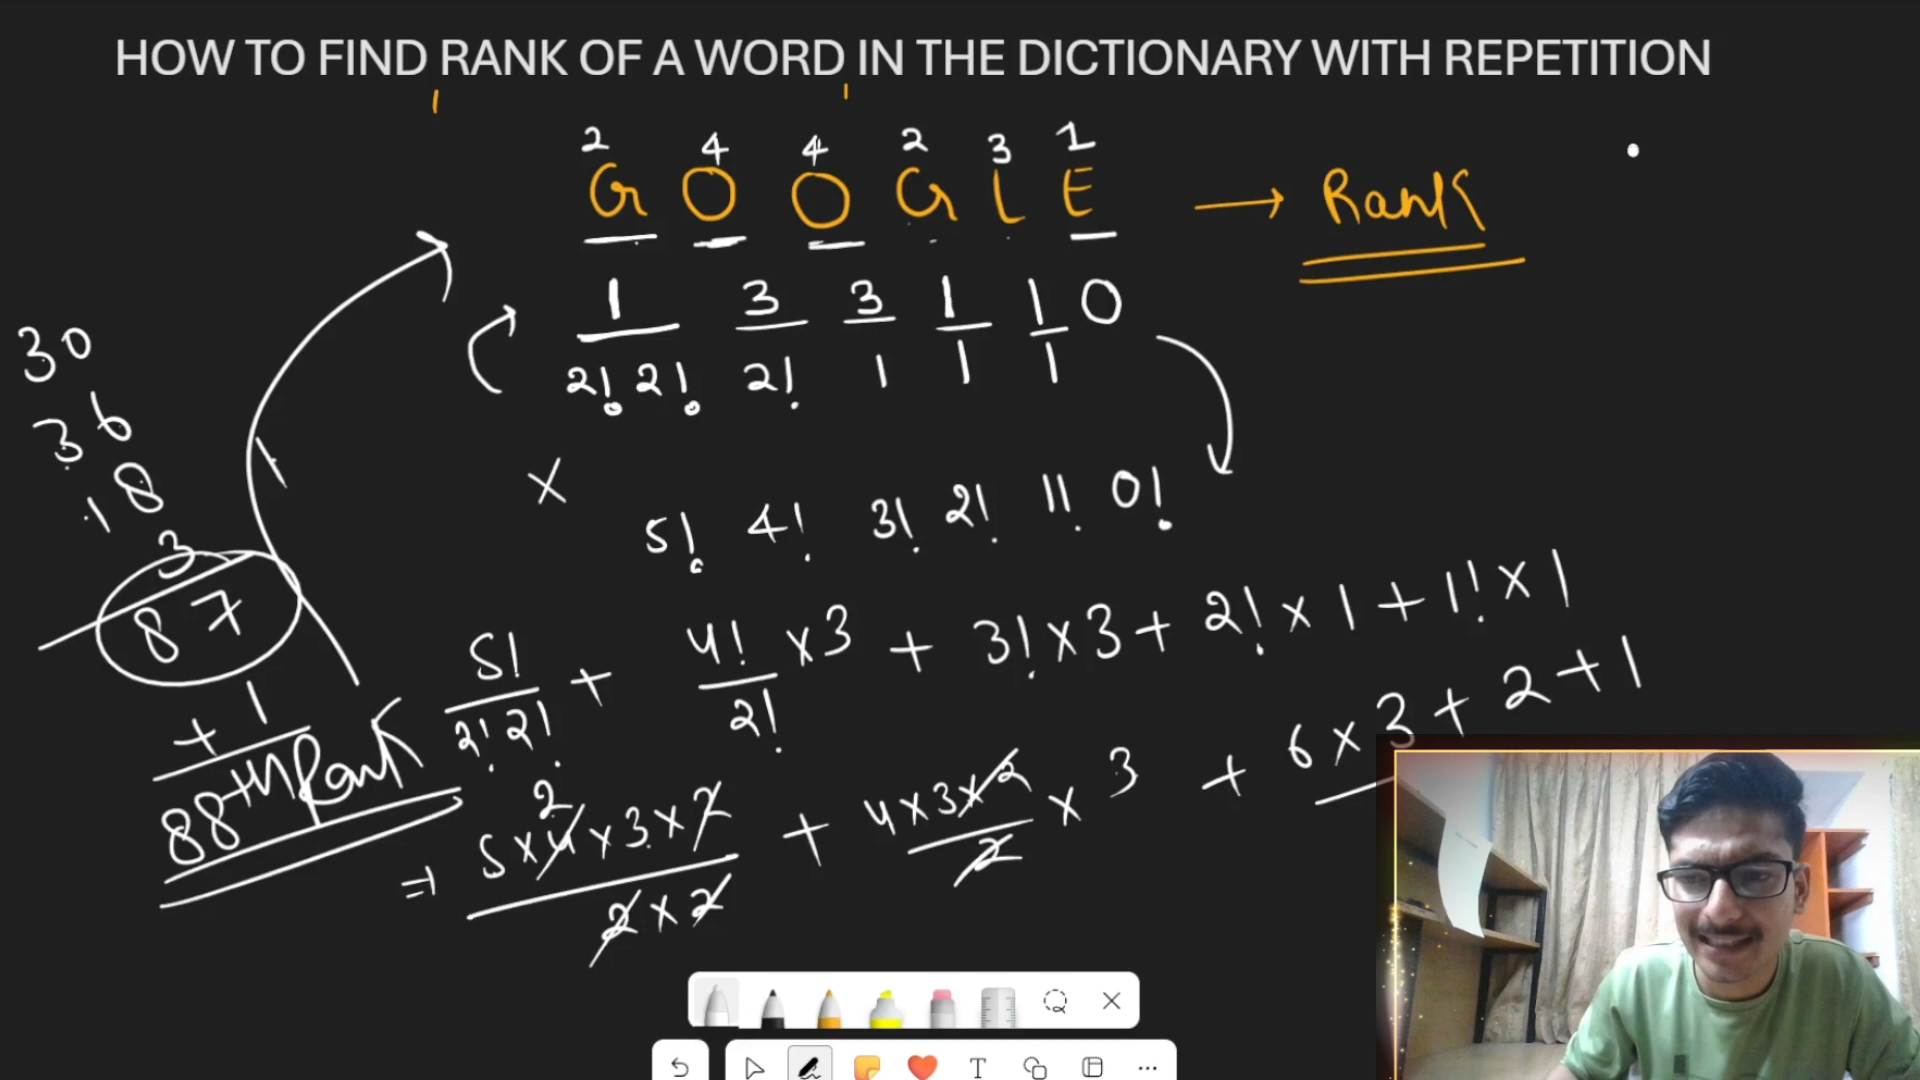 HOW TO FIND RANK OF A WORD IN THE DICTIONARY WITH REPETITION
2 4 4 2 3 1
G O O G L E → Rank
1/2! 2! 3/2! 3/1 1/1 1/1 0
× 5! 4! 3! 2! 1! 0!
5!/2! 2! + 4!/2! × 3 + 3! × 3 + 2! × 1 + 1! × 1
⇒ 5×4×3×2/2×2 + 4×3×2/2 × 3 + 6 × 3 + 2 + 1
2
30
36
18
3
87
+ 1
88th Rank
T